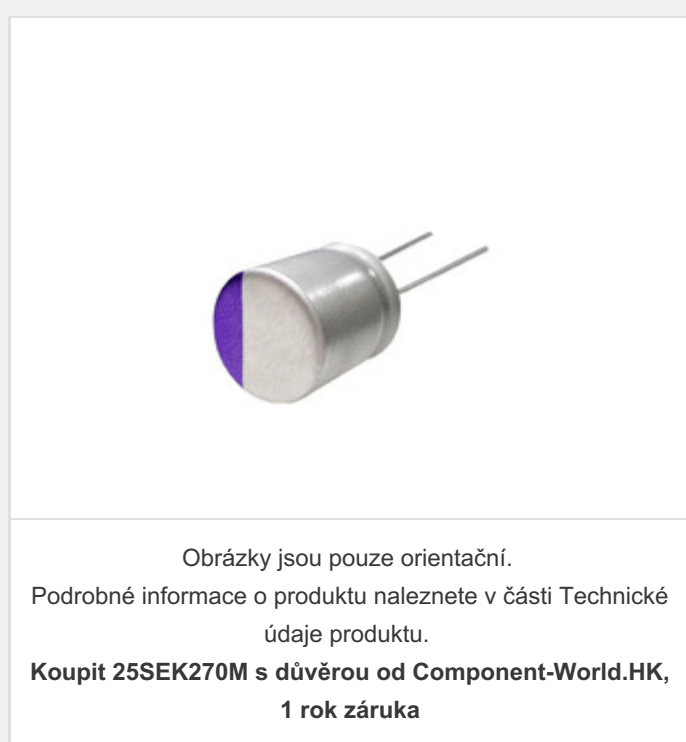 Obrázky jsou pouze orientační.
Podrobné informace o produktu naleznete v části Technické
údaje produktu.
Koupit 25SEK270M s důvěrou od Component-World.HK,
1 rok záruka